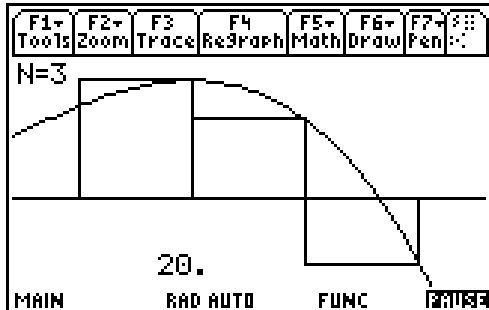 F1▾ F2▾ F3 F4 F5▾ F6▾ F7▾
Tools Zoom Trace ReGraph Math Draw Pen
N=3
20.
MAIN RAD AUTO FUNC PAUSE